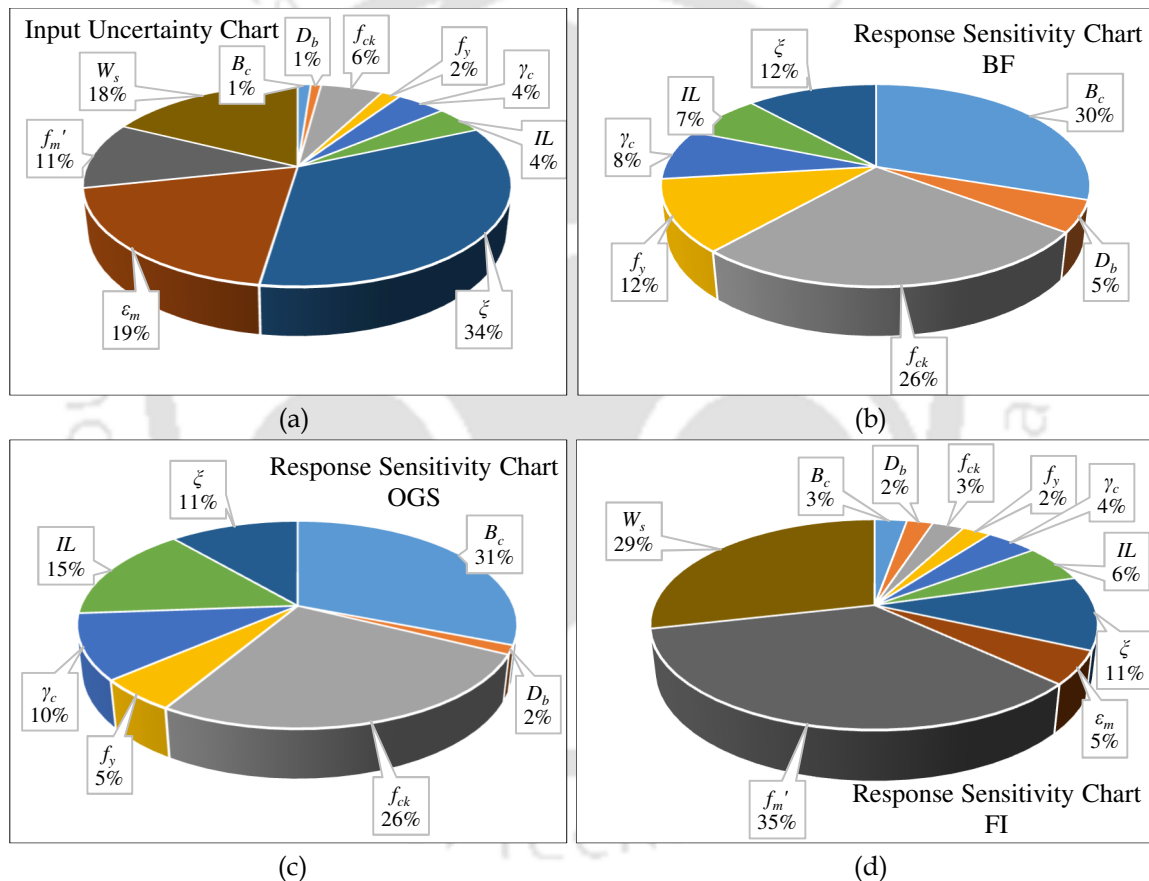 Input Uncertainty Chart
B_c
1%
D_b
1%
f_ck
6%
f_y
2%
γ_c
4%
IL
4%
ξ
34%
ε_m
19%
f_m'
11%
W_s
18%
(a)
Response Sensitivity Chart
BF
B_c
30%
D_b
5%
f_ck
26%
f_y
12%
γ_c
8%
IL
7%
ξ
12%
(b)
Response Sensitivity Chart
OGS
B_c
31%
D_b
2%
f_ck
26%
f_y
5%
γ_c
10%
IL
15%
ξ
11%
(c)
B_c
3%
D_b
2%
f_ck
3%
f_y
2%
γ_c
4%
IL
6%
ξ
11%
ε_m
5%
f_m'
35%
W_s
29%
Response Sensitivity Chart
FI
(d)